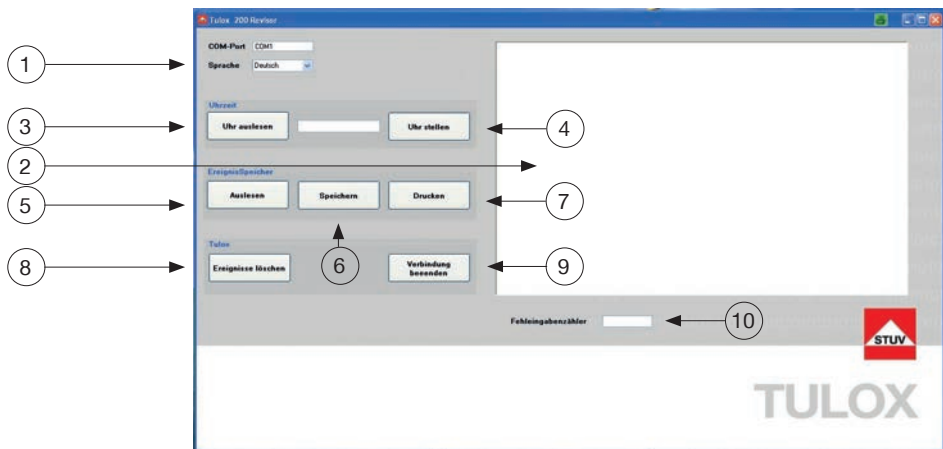 Tulox 200 Revisor
COM-Port COM1
1 Sprache Deutsch
Uhrzeit
3 Uhr auslesen Uhr stellen 4
2
EreignisSpeicher
5 Auslesen Speichern Drucken 7
Tulox
8 Ereignisse löschen 6 Verbindung 9
beenden
Fehleingabenzähler 10
STUV
TULOX